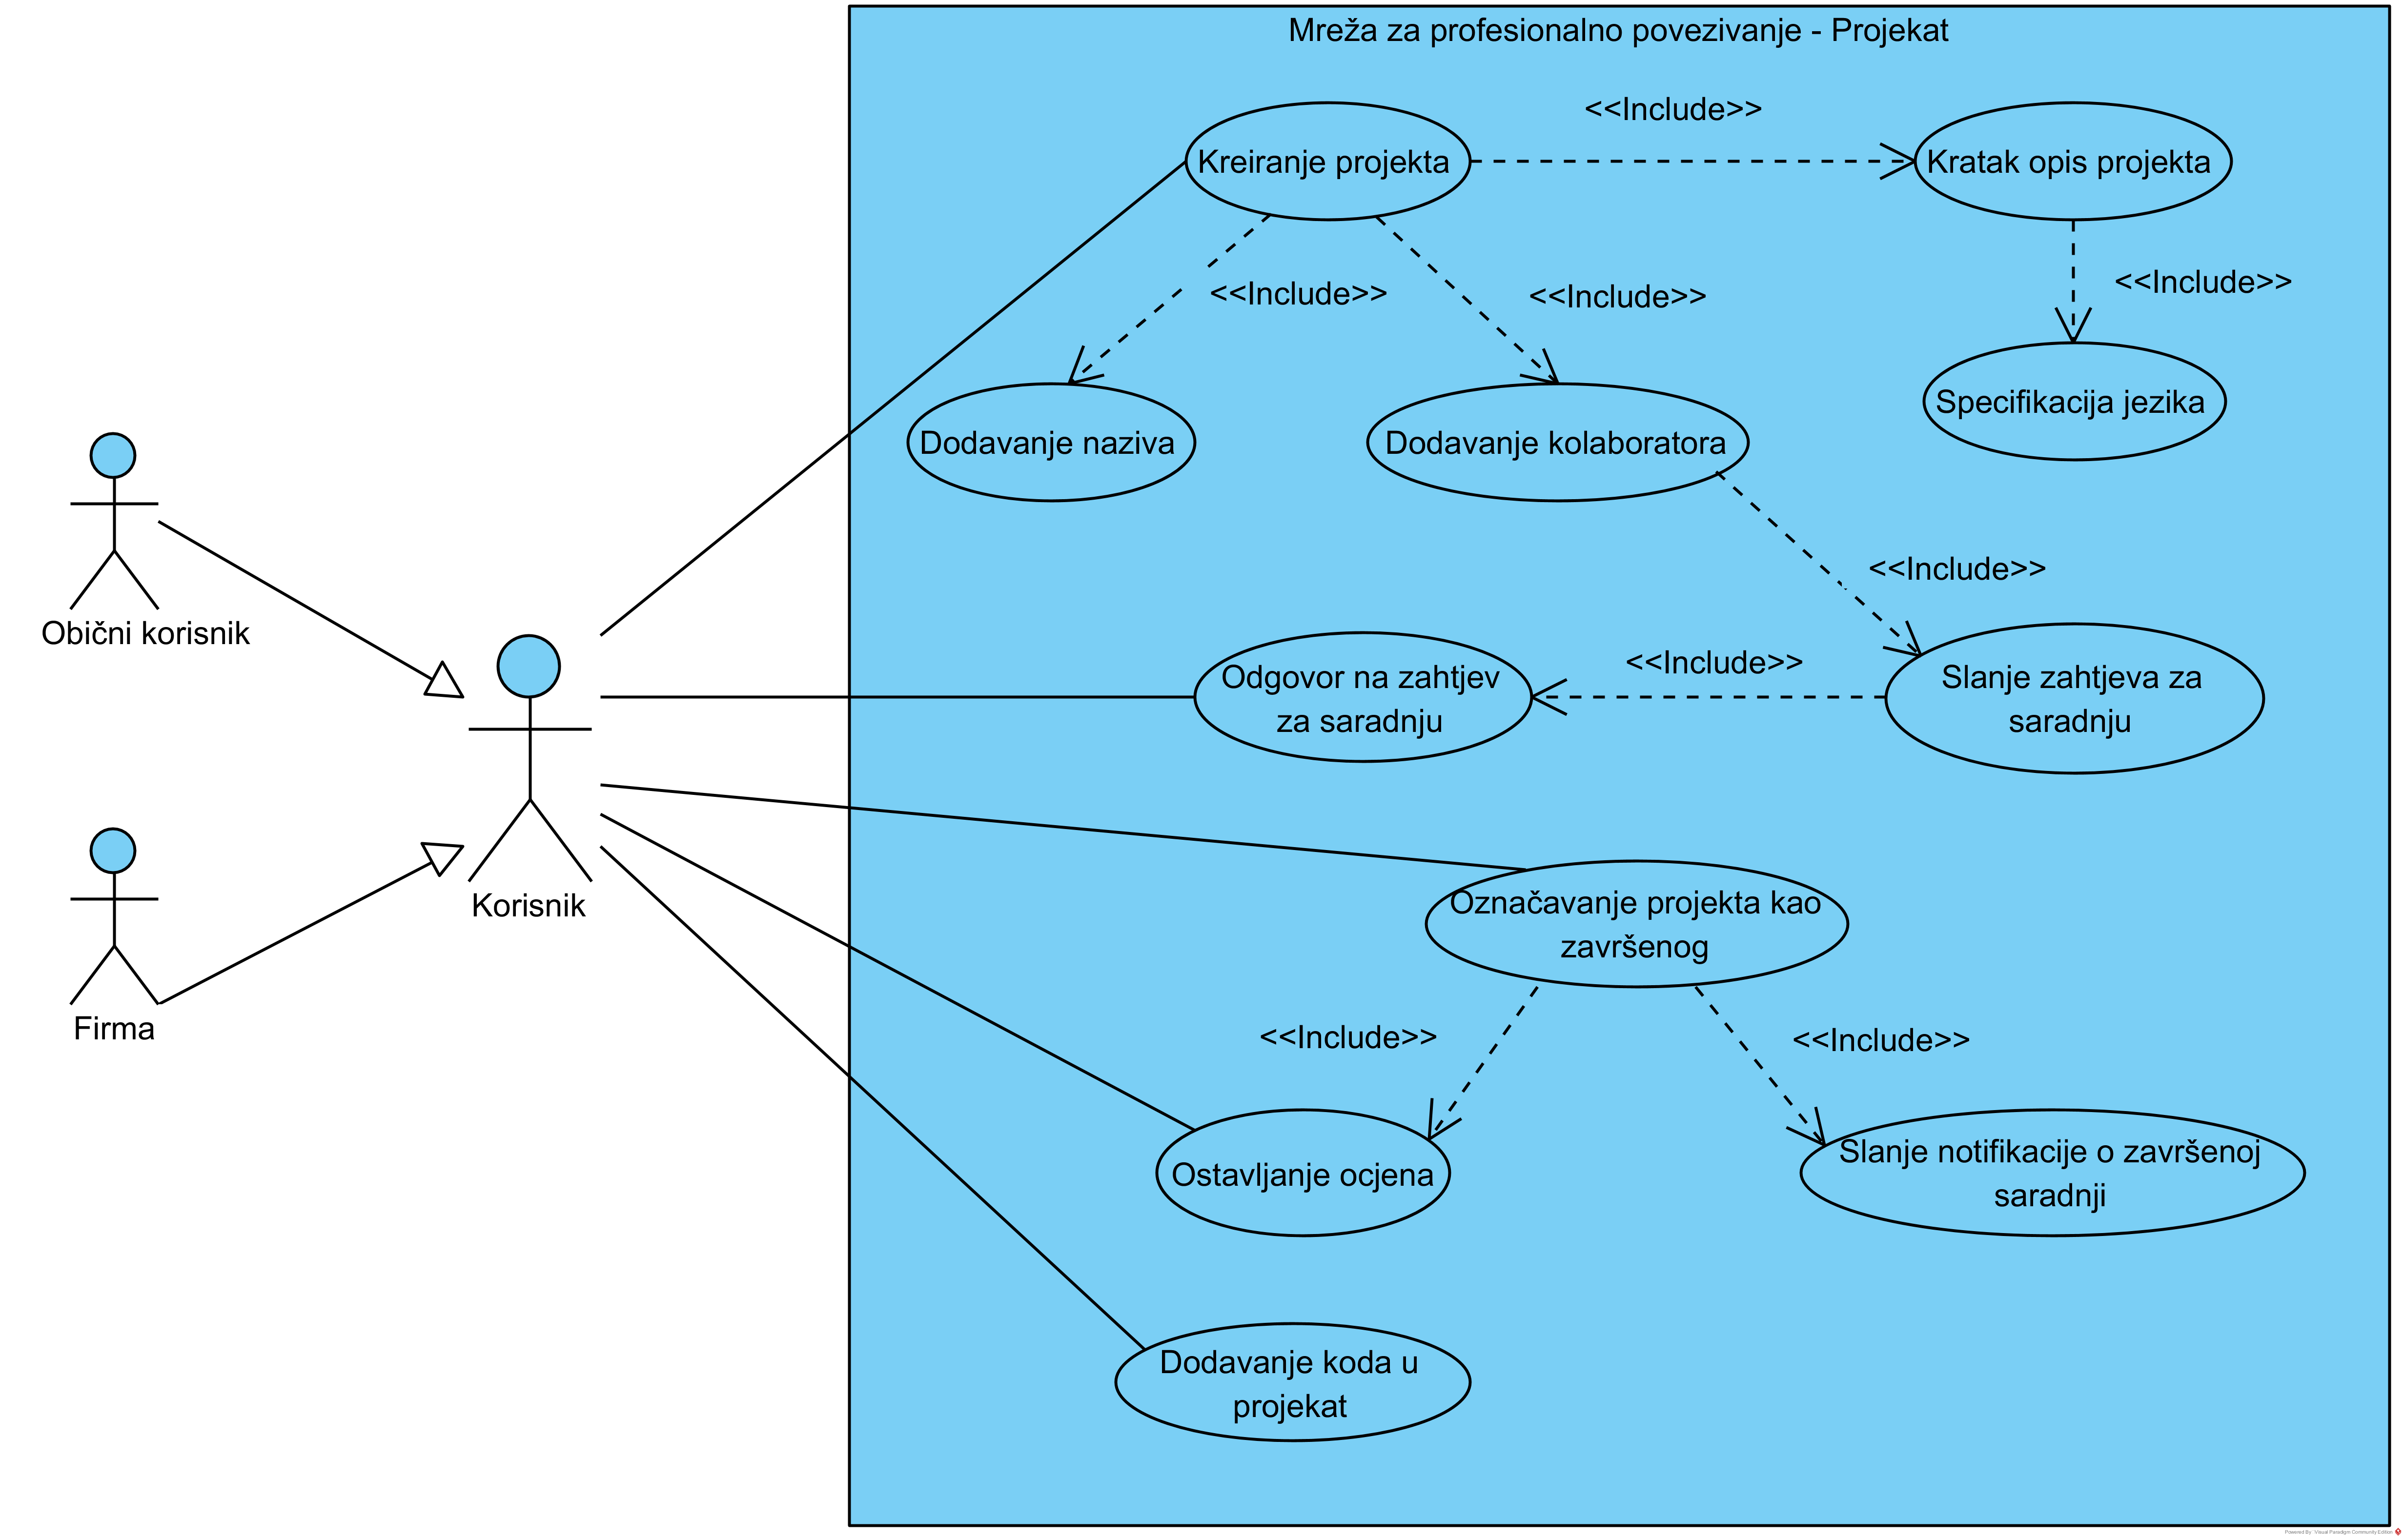 Mreža za profesionalno povezivanje - Projekat
<<Include>>
Kreiranje projekta
Kratak opis projekta
<<Include>>
<<Include>>
<<Include>>
Dodavanje naziva
Dodavanje kolaboratora
Specifikacija jezika
<<Include>>
Obični korisnik
Odgovor na zahtjev
za saradnju
<<Include>>
Slanje zahtjeva za
saradnju
Korisnik
Označavanje projekta kao
završenog
Firma
<<Include>>
<<Include>>
Ostavljanje ocjena
Slanje notifikacije o završenoj
saradnji
Dodavanje koda u
projekat
Powered By Visual Paradigm Community Edition